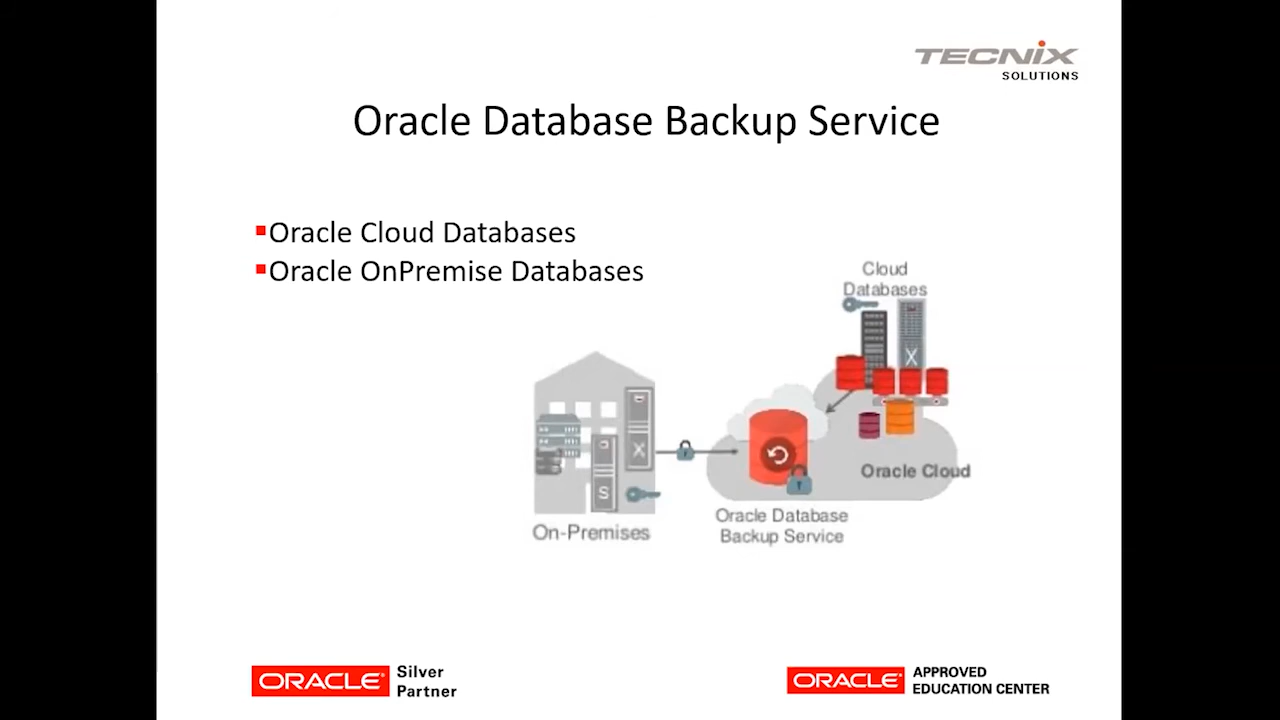 TECNIX
SOLUTIONS
Oracle Database Backup Service
Oracle Cloud Databases
Oracle OnPremise Databases
Cloud
Databases
X
X
S
Oracle Cloud
On-Premises
Oracle Database
Backup Service
ORACLE
Silver
Partner
ORACLE
APPROVED
EDUCATION CENTER